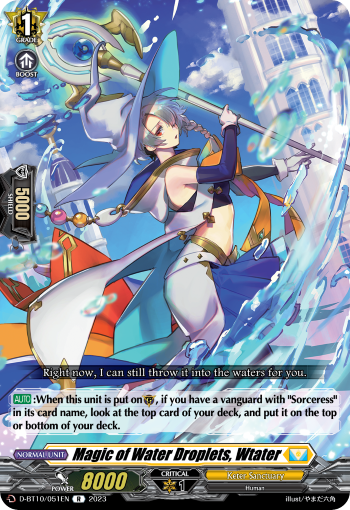 1
GRADE
BOOST
5000
SHIELD
Right now, I can still throw it into the waters for you.
AUTO :When this unit is put on , if you have a vanguard with "Sorceress"
in its card name, look at the top card of your deck, and put it on the top
or bottom of your deck.
NORMAL UNIT
Magic of Water Droplets, Wtater
POWER 8000
CRITICAL
1
Keter Sanctuary
Human
D-BT10/051EN R 2023
illust/やまだ六角